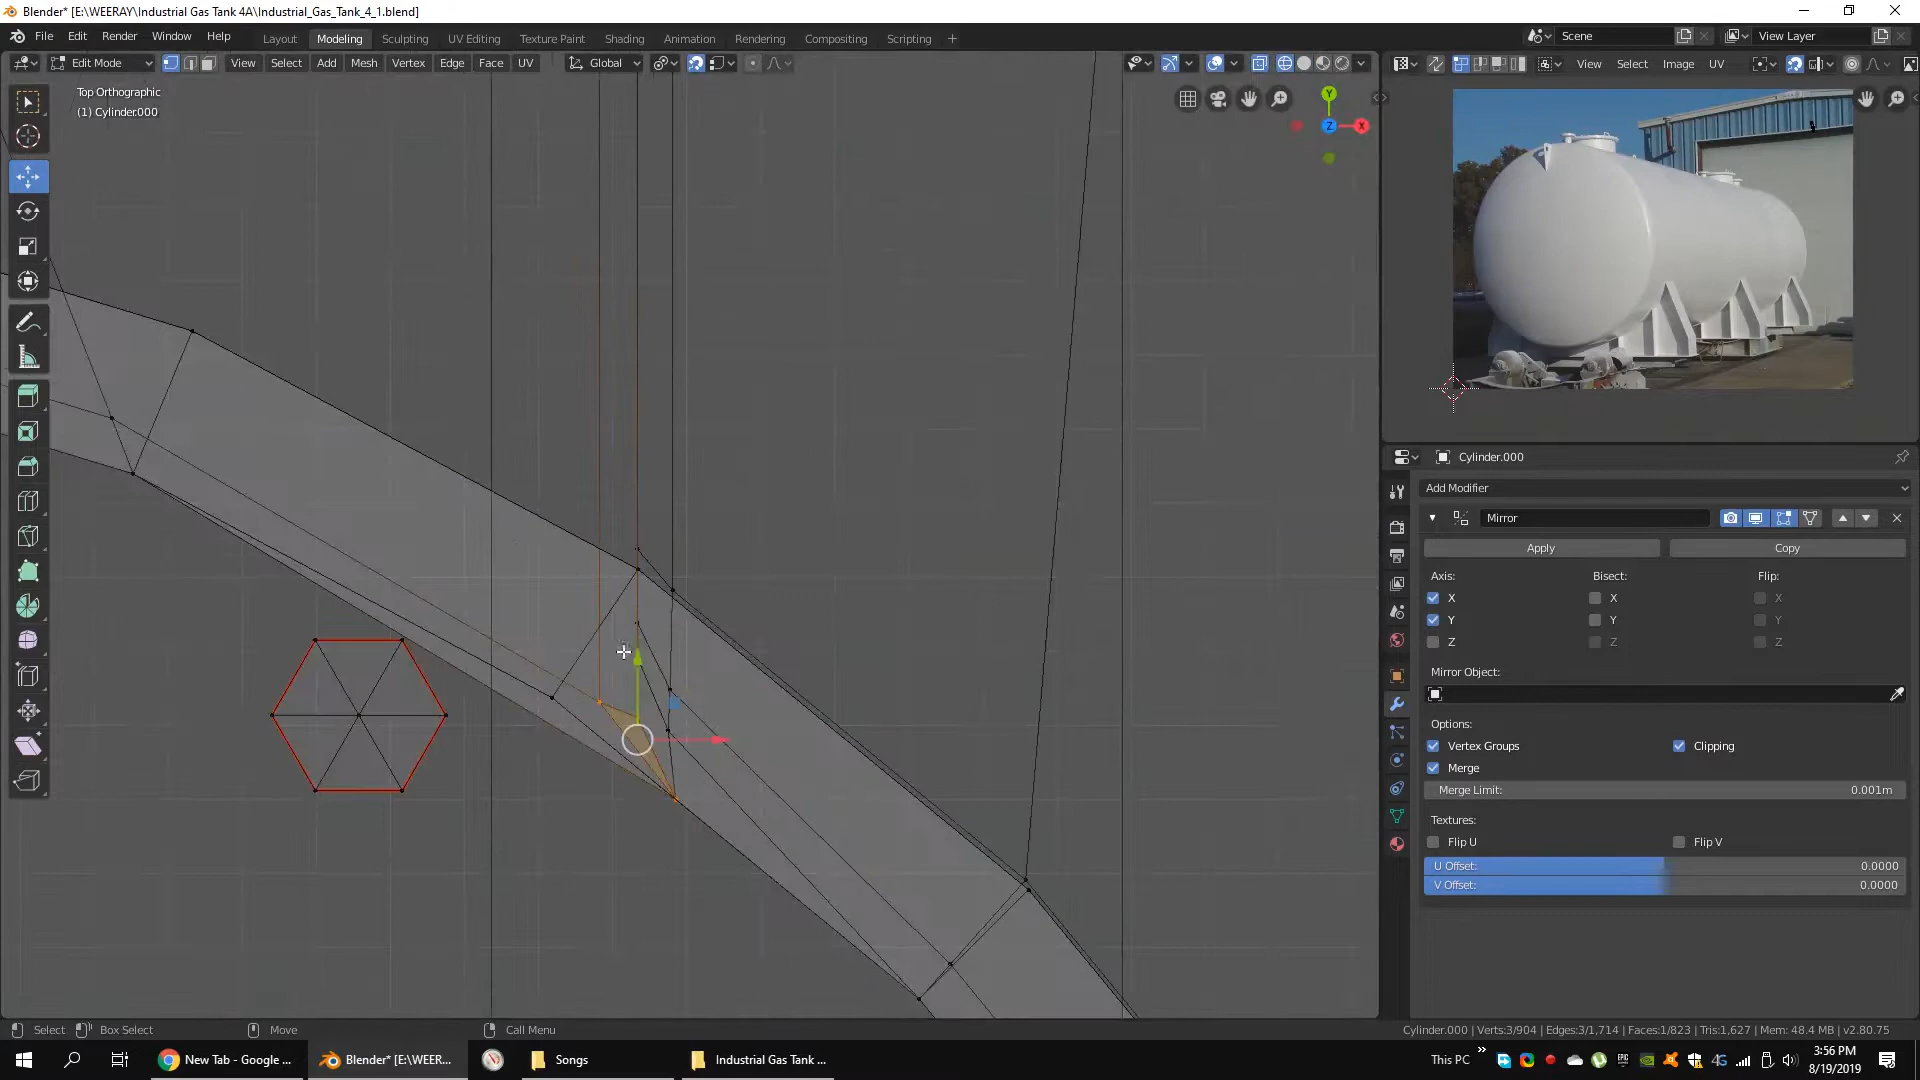 Blender* [E:\WEERAY\Industrial Gas Tank 4A\Industrial_Gas_Tank_4_1.blend]
File Edit Render Window Help Layout Modeling Sculpting UV Editing Texture Paint Shading Animation Rendering Compositing Scripting + Scene View Layer
Edit Mode View Select Add Mesh Vertex Edge Face UV Global View Select Image UV
Top Orthographic
(1) Cylinder.000
Y
Z
X
Cylinder.000
Add Modifier
Mirror
Apply Copy
Axis: Bisect: Flip:
X X X
Y Y Y
Z Z Z
Mirror Object:
Options:
Vertex Groups Clipping
Merge
Merge Limit: 0.001m
Textures:
Flip U Flip V
U Offset: 0.0000
V Offset: 0.0000
Select Box Select Move Call Menu Cylinder.000 | Verts:3/904 | Edges:3/1,714 | Faces:1/823 | Tris:1,627 | Mem: 48.4 MB | v2.80.75
New Tab - Google ... Blender* [E:\WEER... Songs Industrial Gas Tank ... This PC 4G 3:56 PM
8/19/2019